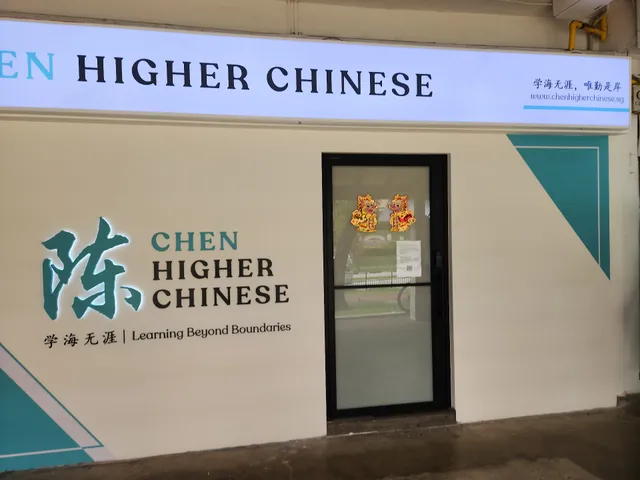 EN HIGHER CHINESE
学海无涯，唯勤是岸
www.chenhigherchinese.sg
陈
CHEN
HIGHER
CHINESE
学海无涯 | Learning Beyond Boundaries